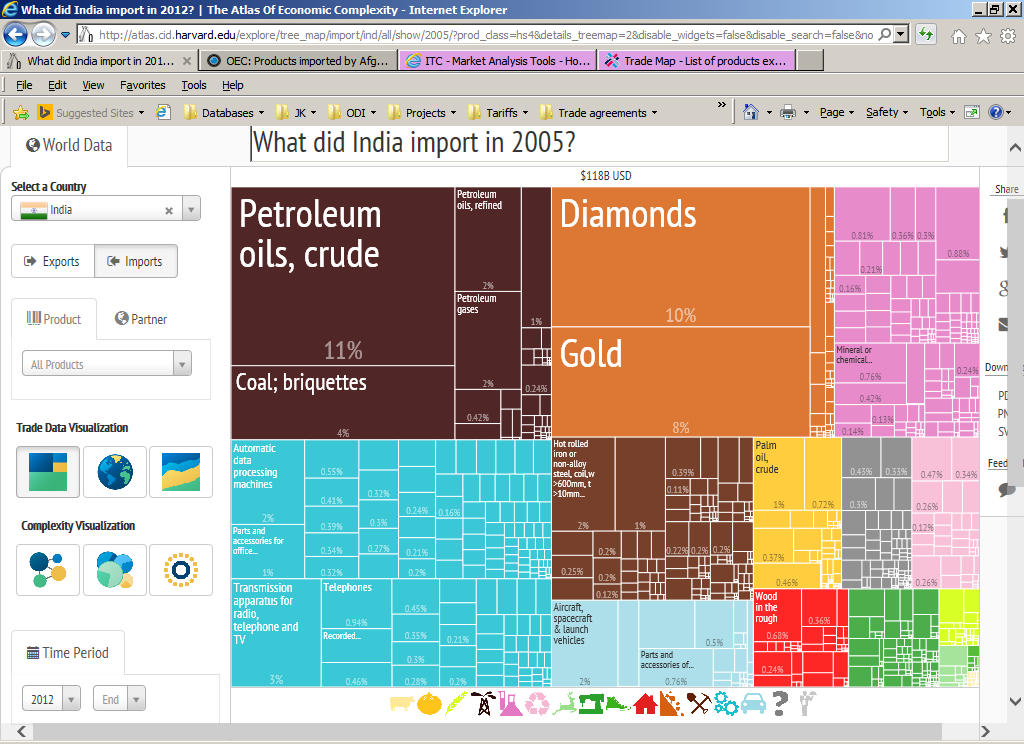 What did India import in 2012? | The Atlas Of Economic Complexity - Internet Explorer
http://atlas.cid.harvard.edu/explore/tree_map/import/ind/all/show/2005/?prod_class=hs4&details_treemap=2&disable_widgets=false&disable_search=false&no
What did India import in 201...
OEC: Products imported by Afg...
ITC - Market Analysis Tools - Ho...
Trade Map - List of products ex...
File Edit View Favorites Tools Help
Suggested Sites Databases JK ODI Projects Tariffs Trade agreements » Page Safety Tools
World Data
What did India import in 2005?
$118B USD
Select a Country
India
Exports Imports
Product Partner
All Products
Trade Data Visualization
Complexity Visualization
Time Period
2012 End
Petroleum
oils, crude
11%
Coal; briquettes
4%
Petroleum
oils, refined
2%
Petroleum
gases
2%
0.42%
1%
0.24%
Diamonds
10%
Gold
8%
0.81% 0.36% 0.3%
0.88%
0.21%
0.16%
Mineral or
chemical...
0.76%
0.24%
0.42%
0.13%
0.14%
Automatic
data
processing
machines
2%
Parts and
accessories for
office...
1%
0.55%
0.41%
0.39%
0.34%
0.32%
0.32%
0.3%
0.27%
0.24%
0.21%
0.2%
0.16%
Transmission
apparatus for
radio,
telephone and
TV
3%
Telephones
0.94%
Recorded...
0.46%
0.45%
0.35%
0.3%
0.28%
0.21%
0.2%
Hot rolled
iron or
non-alloy
steel, coil,w
>600mm, t
>10mm...
2%
1%
0.39%
0.11%
0.25%
0.2%
0.2%
0.12%
0.22% 0.2% 0.2%
Palm
oil,
crude
1%
0.72%
0.37%
0.46%
0.43% 0.33%
0.3%
0.47% 0.34%
0.26%
0.12%
0.26%
Aircraft,
spacecraft
& launch
vehicles
2%
0.5%
Parts and
accessories of...
0.76%
Wood
in the
rough
0.68%
0.36%
0.24%
Share
Down
Feed